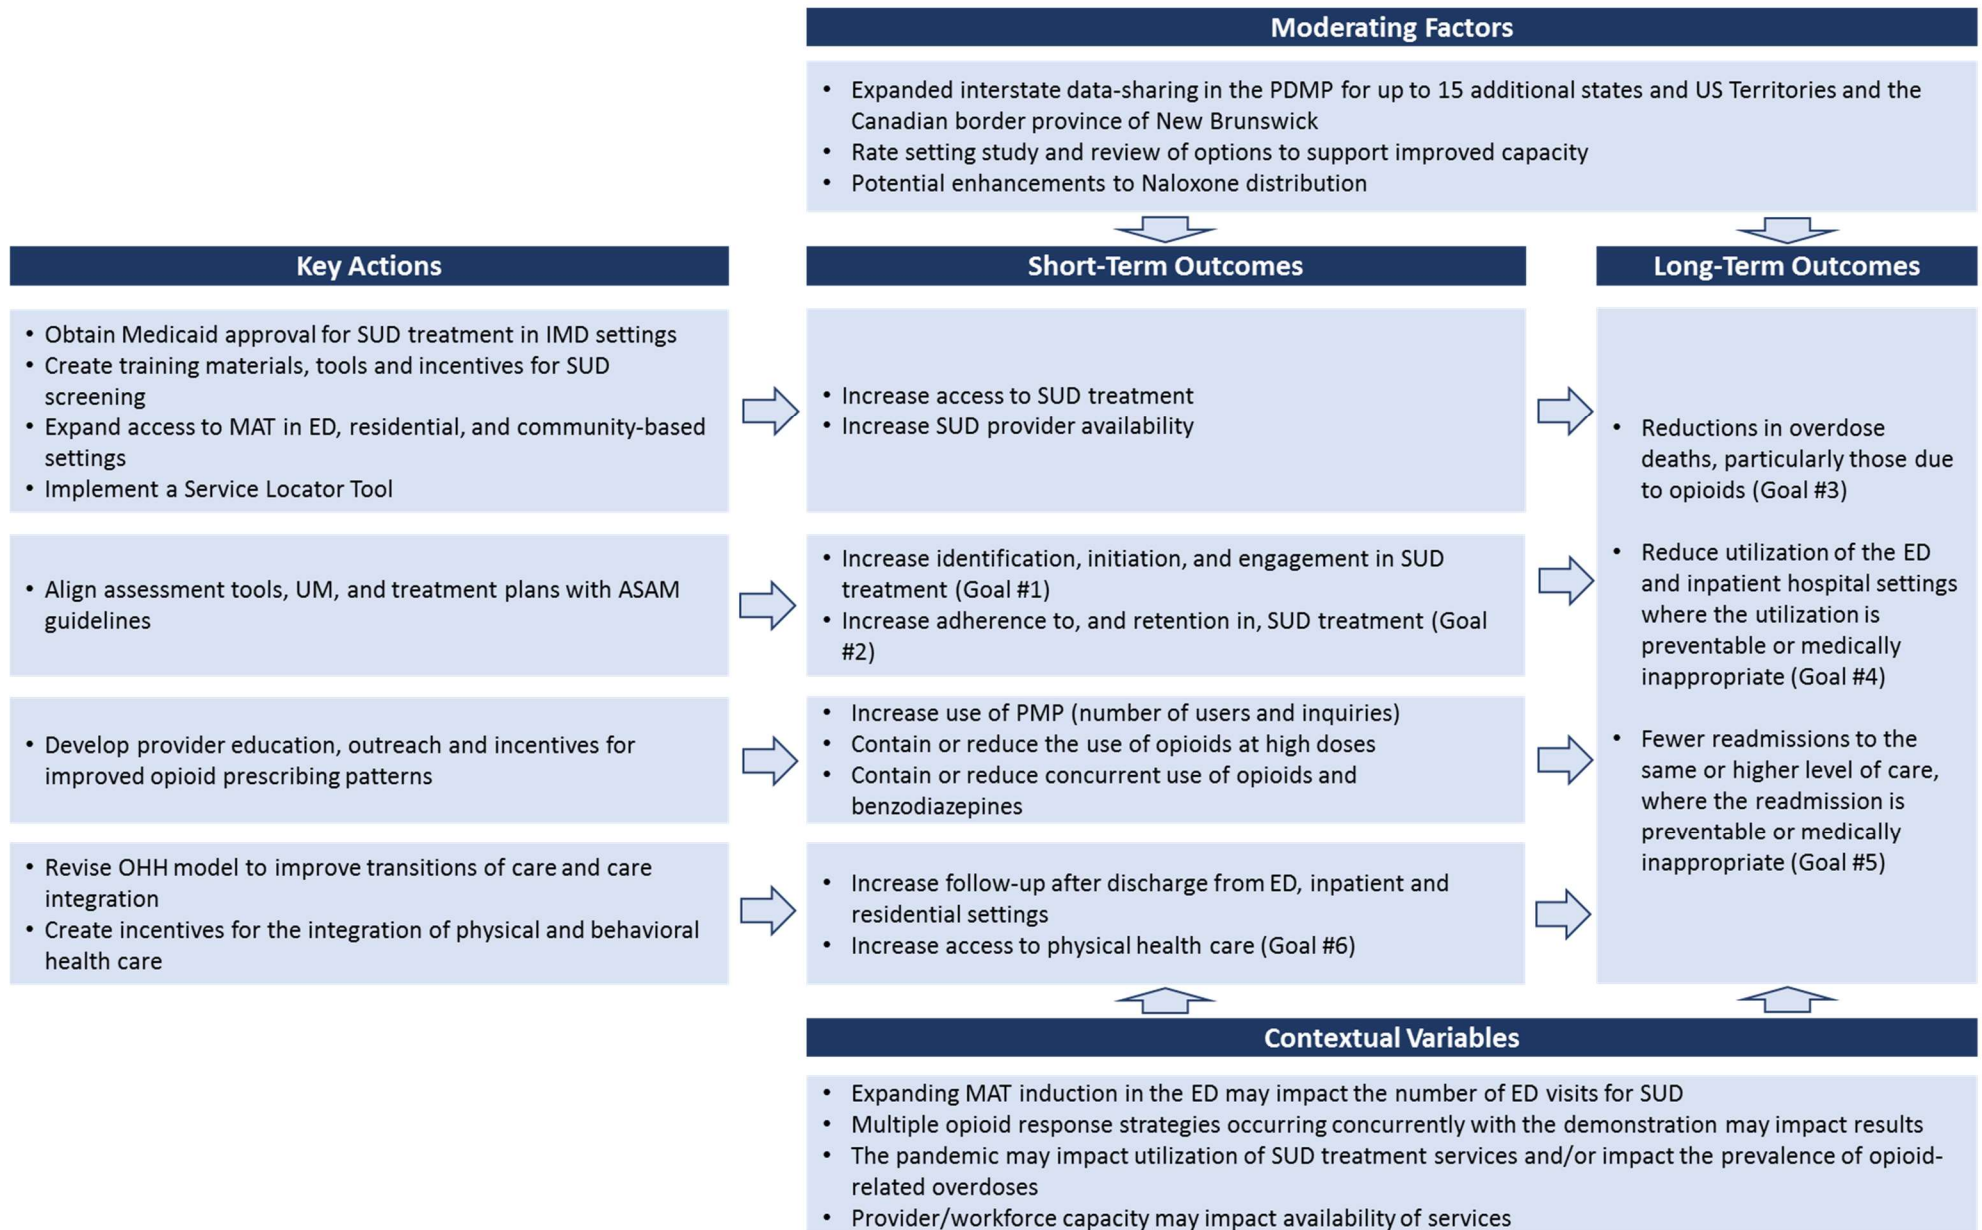 Moderating Factors
• Expanded interstate data-sharing in the PDMP for up to 15 additional states and US Territories and the
Canadian border province of New Brunswick
• Rate setting study and review of options to support improved capacity
• Potential enhancements to Naloxone distribution
Key Actions
• Obtain Medicaid approval for SUD treatment in IMD settings
• Create training materials, tools and incentives for SUD
screening
• Expand access to MAT in ED, residential, and community-based
settings
• Implement a Service Locator Tool
• Align assessment tools, UM, and treatment plans with ASAM
guidelines
• Develop provider education, outreach and incentives for
improved opioid prescribing patterns
• Revise OHH model to improve transitions of care and care
integration
• Create incentives for the integration of physical and behavioral
health care
Short-Term Outcomes
• Increase access to SUD treatment
• Increase SUD provider availability
• Increase identification, initiation, and engagement in SUD
treatment (Goal #1)
• Increase adherence to, and retention in, SUD treatment (Goal
#2)
• Increase use of PMP (number of users and inquiries)
• Contain or reduce the use of opioids at high doses
• Contain or reduce concurrent use of opioids and
benzodiazepines
• Increase follow-up after discharge from ED, inpatient and
residential settings
• Increase access to physical health care (Goal #6)
Long-Term Outcomes
• Reductions in overdose
deaths, particularly those due
to opioids (Goal #3)
• Reduce utilization of the ED
and inpatient hospital settings
where the utilization is
preventable or medically
inappropriate (Goal #4)
• Fewer readmissions to the
same or higher level of care,
where the readmission is
preventable or medically
inappropriate (Goal #5)
Contextual Variables
• Expanding MAT induction in the ED may impact the number of ED visits for SUD
• Multiple opioid response strategies occurring concurrently with the demonstration may impact results
• The pandemic may impact utilization of SUD treatment services and/or impact the prevalence of opioid-
related overdoses
• Provider/workforce capacity may impact availability of services